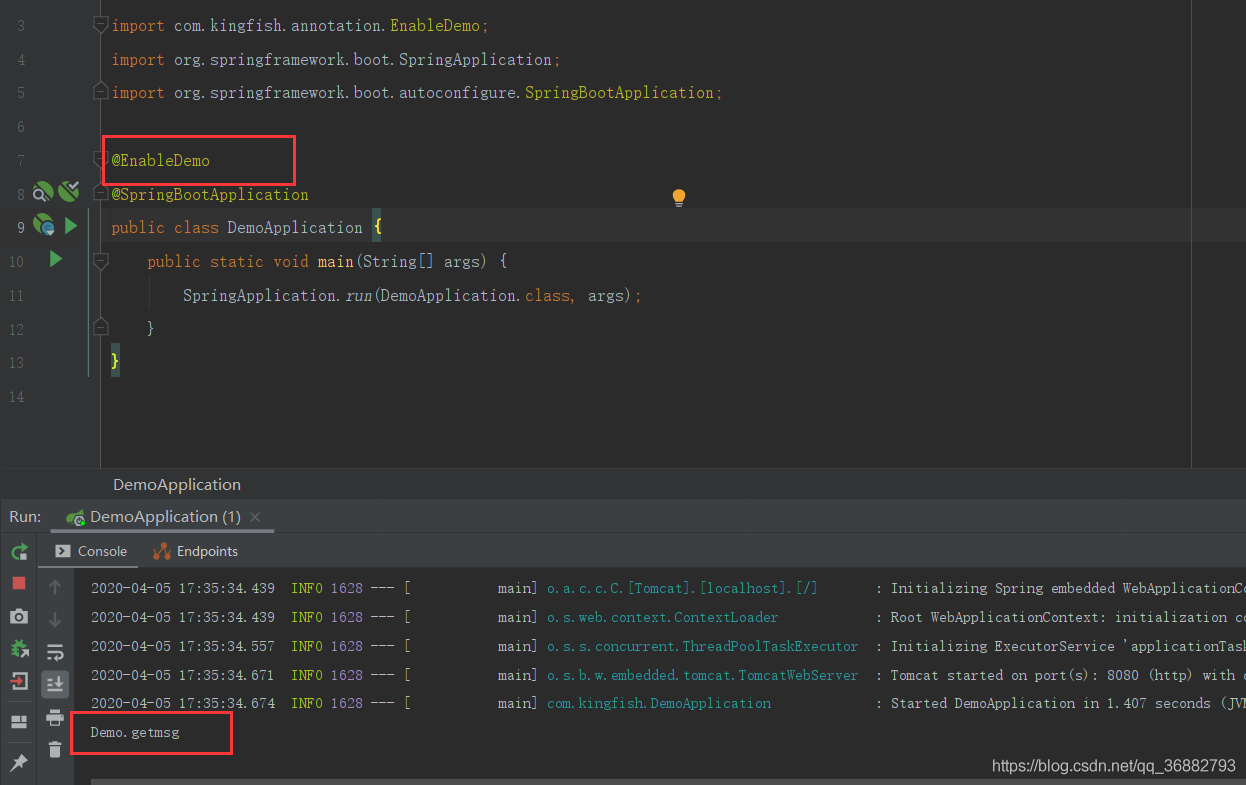 3 import com.kingfish.annotation.EnableDemo;
4 import org.springframework.boot.SpringApplication;
5 import org.springframework.boot.autoconfigure.SpringBootApplication;
6
7 @EnableDemo
8 @SpringBootApplication
9 public class DemoApplication {
10 public static void main(String[] args) {
11 SpringApplication.run(DemoApplication.class, args);
12 }
13 }
14
DemoApplication
Run: DemoApplication (1)
Console Endpoints
2020-04-05 17:35:34.439 INFO 1628 --- [ main] o.a.c.c.C.[Tomcat].[localhost].[/] : Initializing Spring embedded WebApplicationCo
2020-04-05 17:35:34.439 INFO 1628 --- [ main] o.s.web.context.ContextLoader : Root WebApplicationContext: initialization co
2020-04-05 17:35:34.557 INFO 1628 --- [ main] o.s.s.concurrent.ThreadPoolTaskExecutor : Initializing ExecutorService 'applicationTask
2020-04-05 17:35:34.671 INFO 1628 --- [ main] o.s.b.w.embedded.tomcat.TomcatWebServer : Tomcat started on port(s): 8080 (http) with c
2020-04-05 17:35:34.674 INFO 1628 --- [ main] com.kingfish.DemoApplication : Started DemoApplication in 1.407 seconds (JVM
Demo.getmsg
https://blog.csdn.net/qq_36882793